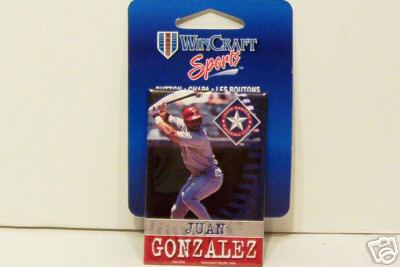 WINCRAFT
Sports
BUTTON • CHAPA • LES BOUTONS
JUAN
GONZALEZ